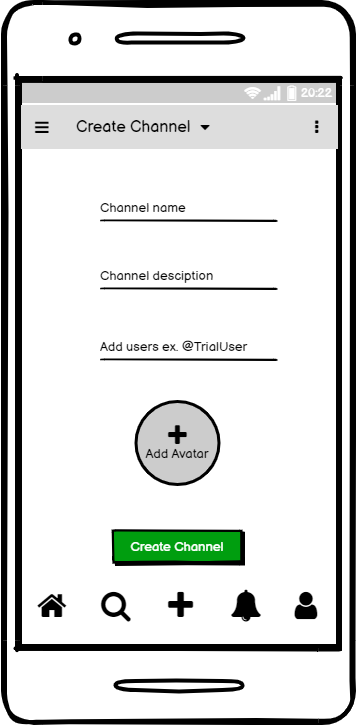 20:22
Create Channel
Channel name
Channel desciption
Add users ex. @TrialUser
Add Avatar
Create Channel